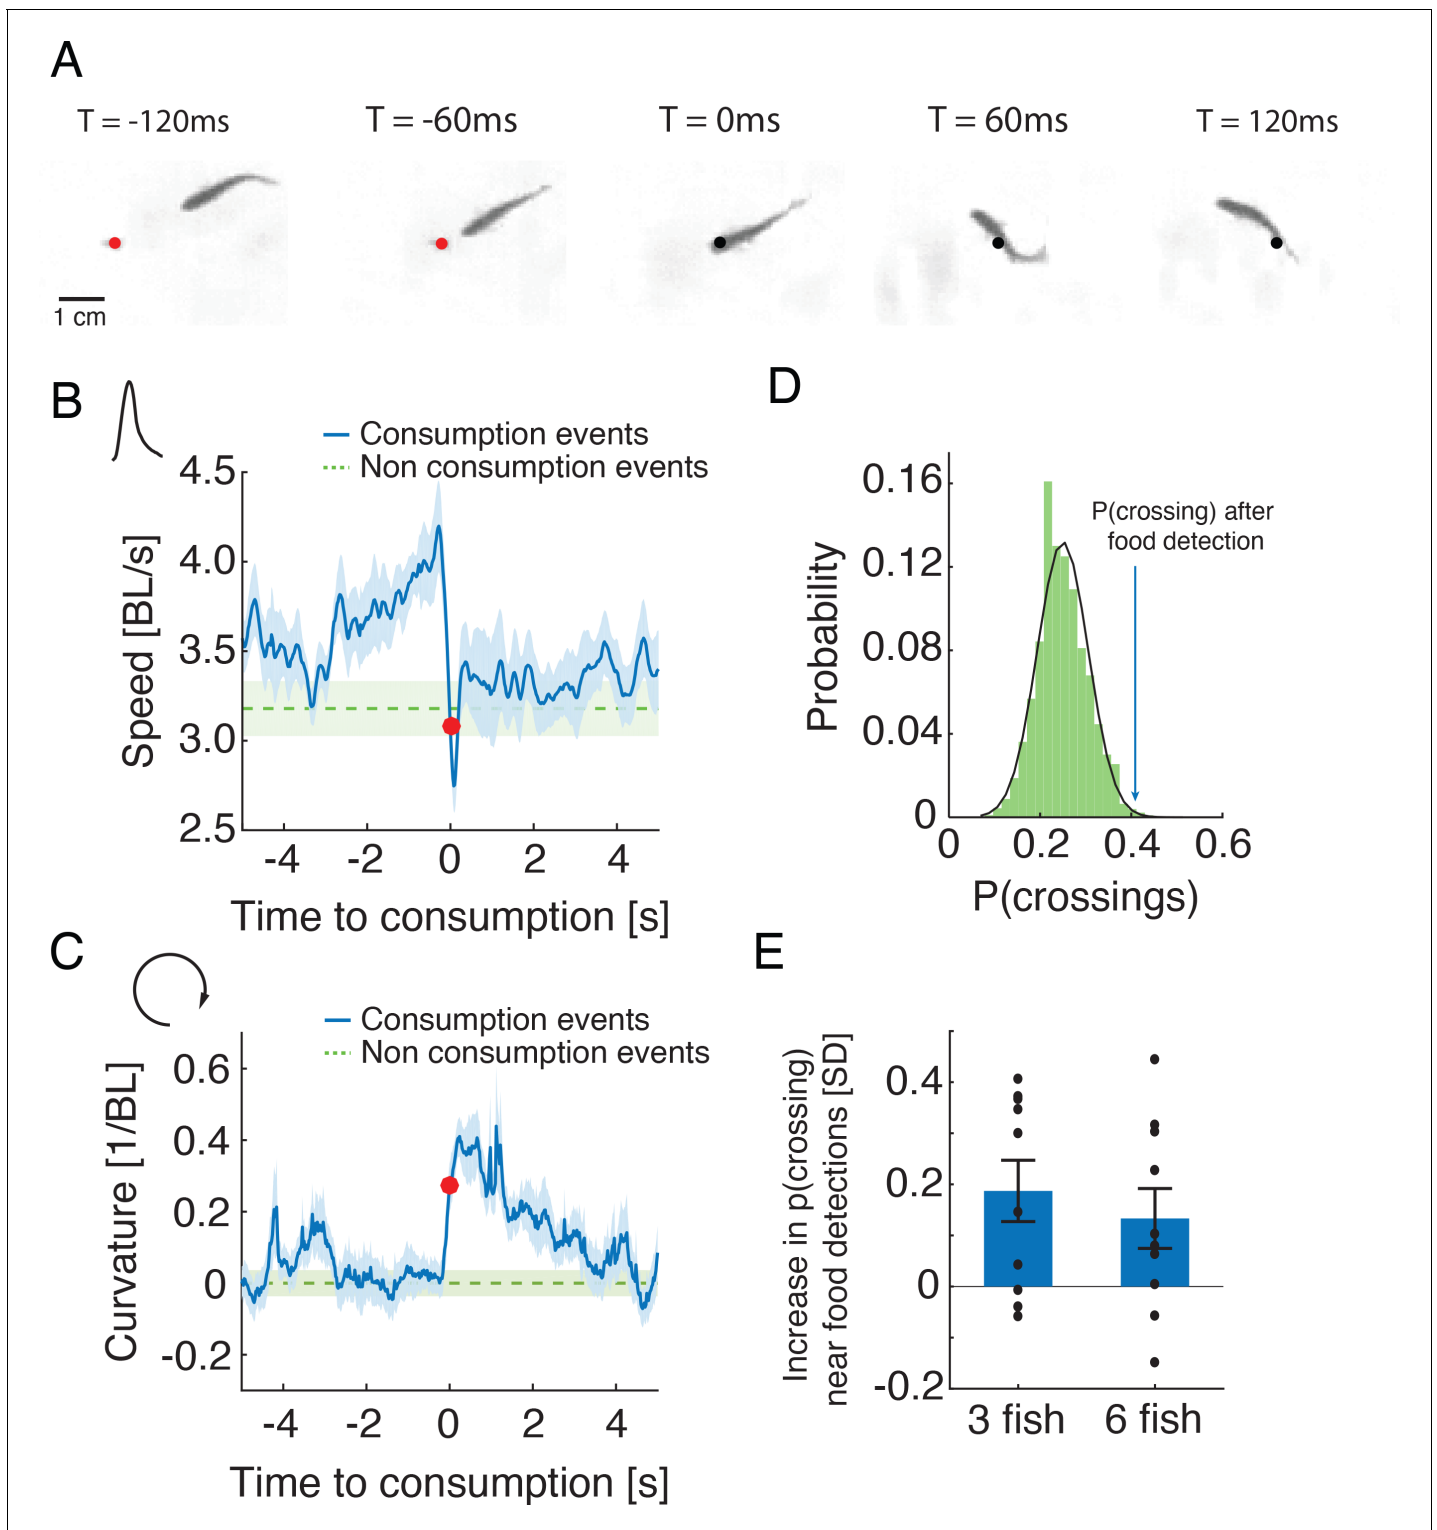 A
T = -120ms
T = -60ms
T = 0ms
T = 60ms
T = 120ms
1 cm
B
Consumption events
Non consumption events
4.5
4.0
3.5
3.0
2.5
Speed [BL/s]
-4
-2
0
2
4
Time to consumption [s]
C
Consumption events
Non consumption events
0.6
0.4
0.2
0
-0.2
Curvature [1/BL]
-4
-2
0
2
4
Time to consumption [s]
D
P(crossing) after
food detection
0.16
0.12
0.08
0.04
0
Probability
0
0.2
0.4
0.6
P(crossings)
E
Increase in p(crossing)
near food detections [SD]
0.4
0.2
0
-0.2
3 fish
6 fish